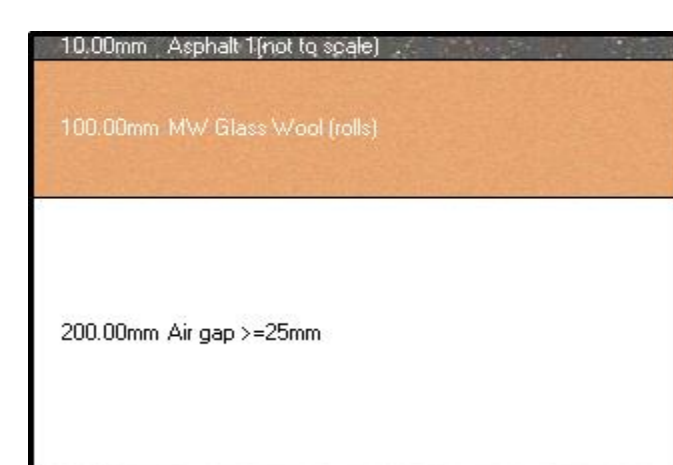 10.00mm Asphalt 1(not to scale)
100.00mm MW Glass Wool (rolls)
200.00mm Air gap >=25mm